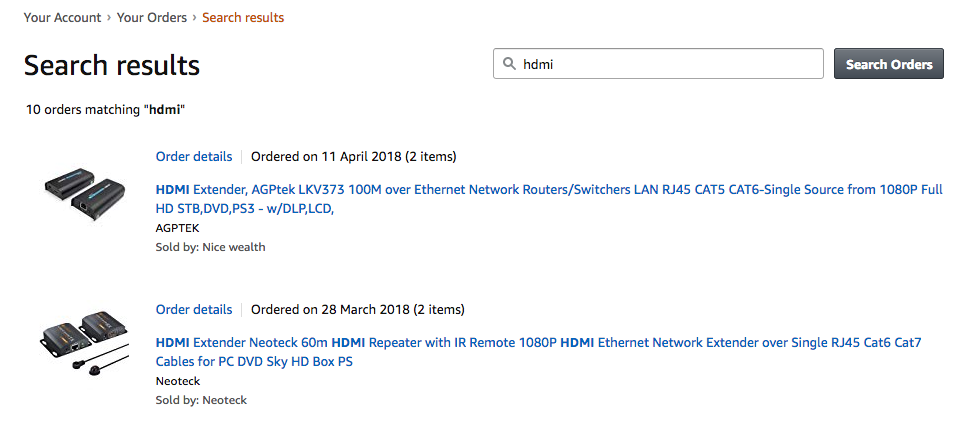 Your Account › Your Orders › Search results
Search results
hdmi
Search Orders
10 orders matching "hdmi"
Order details
Ordered on 11 April 2018 (2 items)
HDMI Extender, AGPtek LKV373 100M over Ethernet Network Routers/Switchers LAN RJ45 CAT5 CAT6-Single Source from 1080P Full
HD STB,DVD,PS3 - w/DLP,LCD,
AGPTEK
Sold by: Nice wealth
Order details
Ordered on 28 March 2018 (2 items)
HDMI Extender Neoteck 60m HDMI Repeater with IR Remote 1080P HDMI Ethernet Network Extender over Single RJ45 Cat6 Cat7
Cables for PC DVD Sky HD Box PS
Neoteck
Sold by: Neoteck